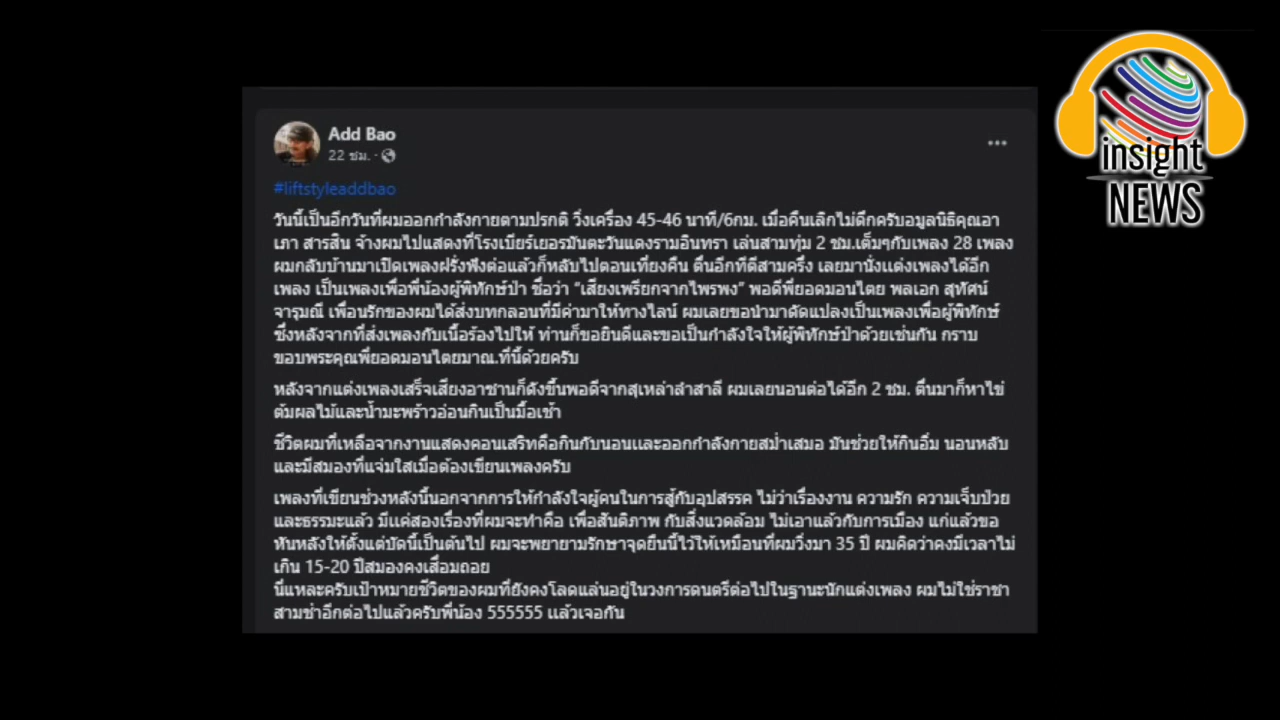 insight
NEWS
Add Bao
22 ชม. ·
#liftstyleaddbao
วันนี้เป็นอีกวันที่ผมออกกำลังกายตามปรกติ วิ่งเครื่อง 45-46 นาที/6กม. เมื่อคืนเลิกไม่ดึกครับอมูลนิธิคุณอา
เภา สารสิน จ้างผมไปแสดงที่โรงเบียร์เยอรมันตะวันแดงรามอินทรา เล่นสามทุ่ม 2 ชม.เต็มๆกับเพลง 28 เพลง
ผมกลับบ้านมาเปิดเพลงฝรั่งฟังต่อแล้วก็หลับไปตอนเที่ยงคืน ตื่นอีกทีตีสามครึ่ง เลยมานั่งแต่งเพลงได้อีก
เพลง เป็นเพลงเพื่อพี่น้องผู้พิทักษ์ป่า ชื่อว่า “เสียงเพรียกจากไพรพง” พอดีพี่ยอดมอนไตย พลเอก สุทัศน์
จารุมณี เพื่อนรักของผมได้ส่งบทกลอนที่มีค่ามาให้ทางไลน์ ผมเลยขอนำมาดัดแปลงเป็นเพลงเพื่อผู้พิทักษ์
ซึ่งหลังจากที่ส่งเพลงกับเนื้อร้องไปให้ ท่านก็ขอยินดีและขอเป็นกำลังใจให้ผู้พิทักษ์ป่าด้วยเช่นกัน กราบ
ขอบพระคุณพี่ยอดมอนไตยมาณ.ที่นี้ด้วยครับ
หลังจากแต่งเพลงเสร็จเสียงอาซานก็ดังขึ้นพอดีจากสุเหล่าลำสาลี ผมเลยนอนต่อได้อีก 2 ชม. ตื่นมาก็หาไข่
ต้มผลไม้และน้ำมะพร้าวอ่อนกินเป็นมื้อเช้า
ชีวิตผมที่เหลือจากงานแสดงคอนเสริทคือกินกับนอนและออกกำลังกายสม่ำเสมอ มันช่วยให้กินอิ่ม นอนหลับ
และมีสมองที่แจ่มใสเมื่อต้องเขียนเพลงครับ
เพลงที่เขียนช่วงหลังนี้นอกจากการให้กำลังใจผู้คนในการสู้กับอุปสรรค ไม่ว่าเรื่องงาน ความรัก ความเจ็บป่วย
และธรรมะแล้ว มีแค่สองเรื่องที่ผมจะทำคือ เพื่อสันติภาพ กับสิ่งแวดล้อม ไม่เอาแล้วกับการเมือง แก่แล้วขอ
หันหลังให้ตั้งแต่บัดนี้เป็นต้นไป ผมจะพยายามรักษาจุดยืนนี้ไว้ให้เหมือนที่ผมวิ่งมา 35 ปี ผมคิดว่าคงมีเวลาไม่
เกิน 15-20 ปีสมองคงเสื่อมถอย
นี่แหละครับเป้าหมายชีวิตของผมที่ยังคงโลดแล่นอยู่ในวงการดนตรีต่อไปในฐานะนักแต่งเพลง ผมไม่ใช่ราชา
สามช่าอีกต่อไปแล้วครับพี่น้อง 555555 แล้วเจอกัน